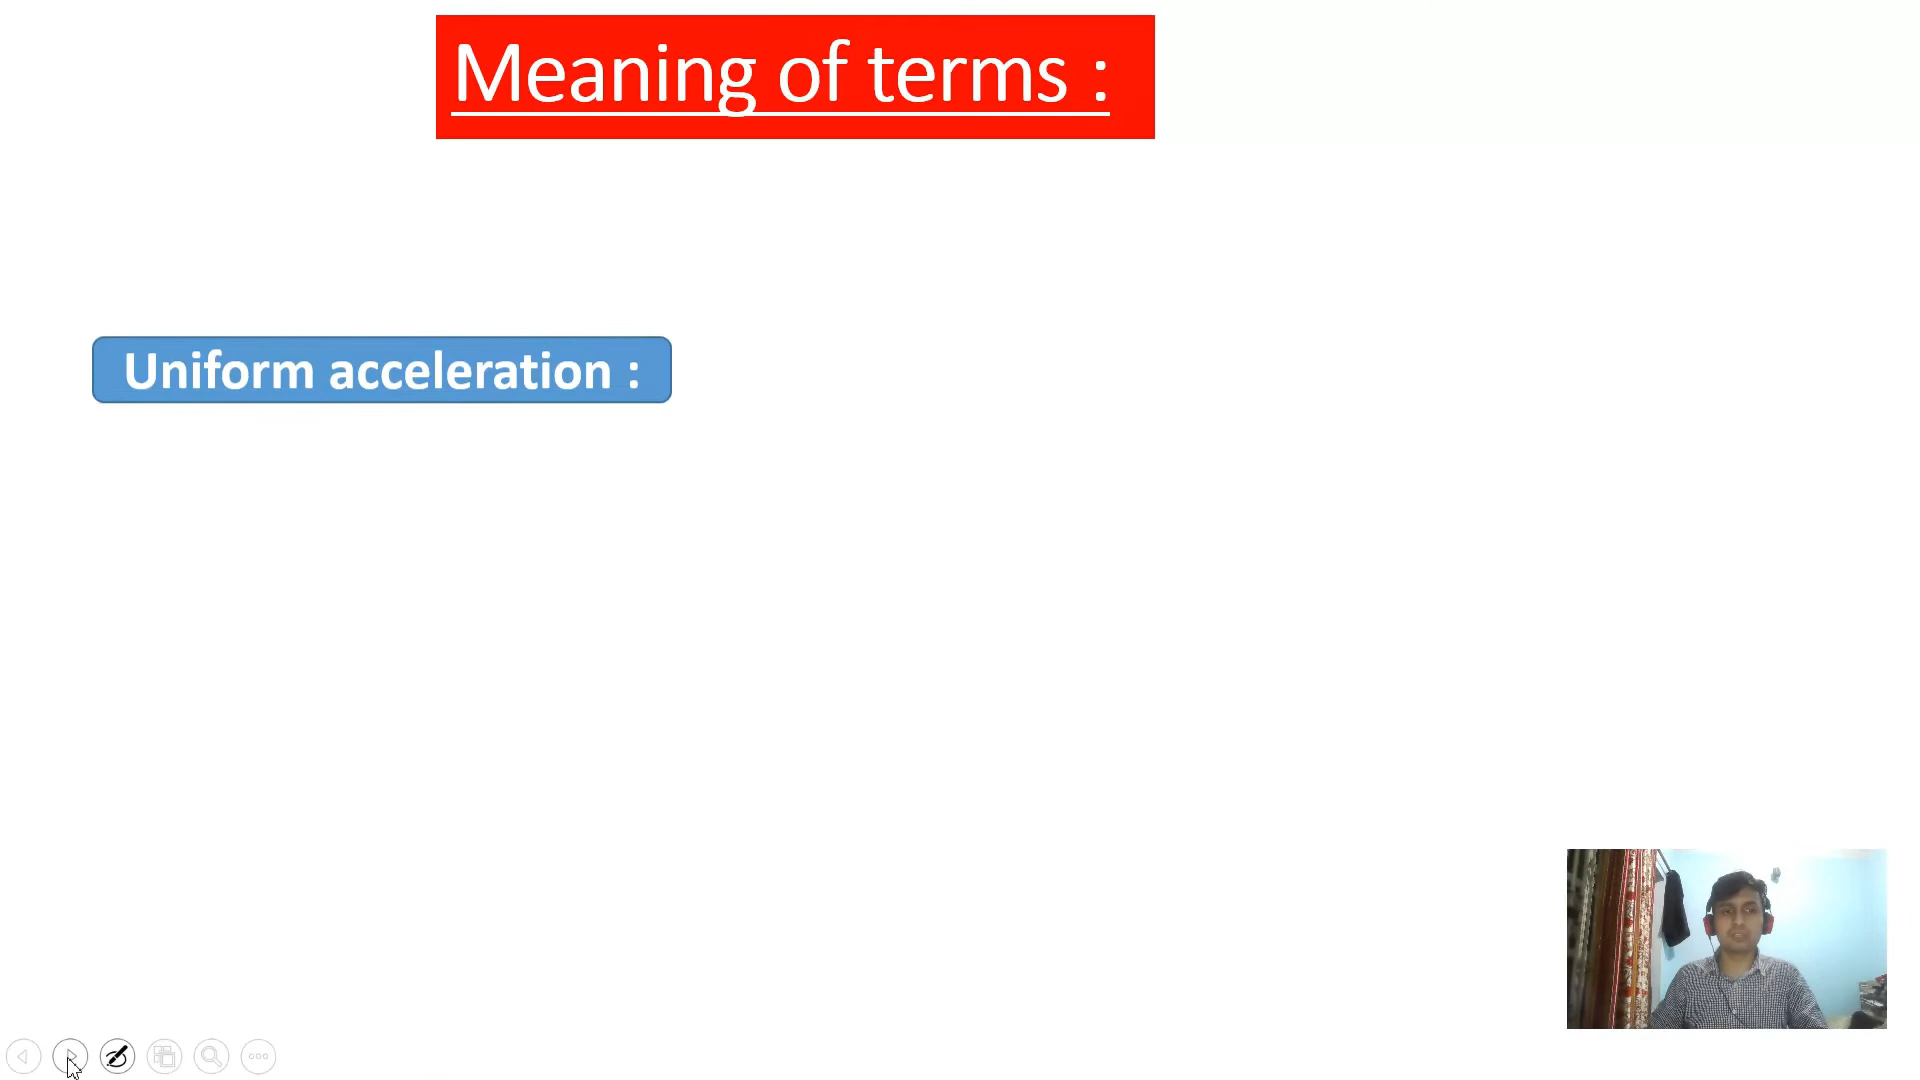 Meaning of terms :
Uniform acceleration :